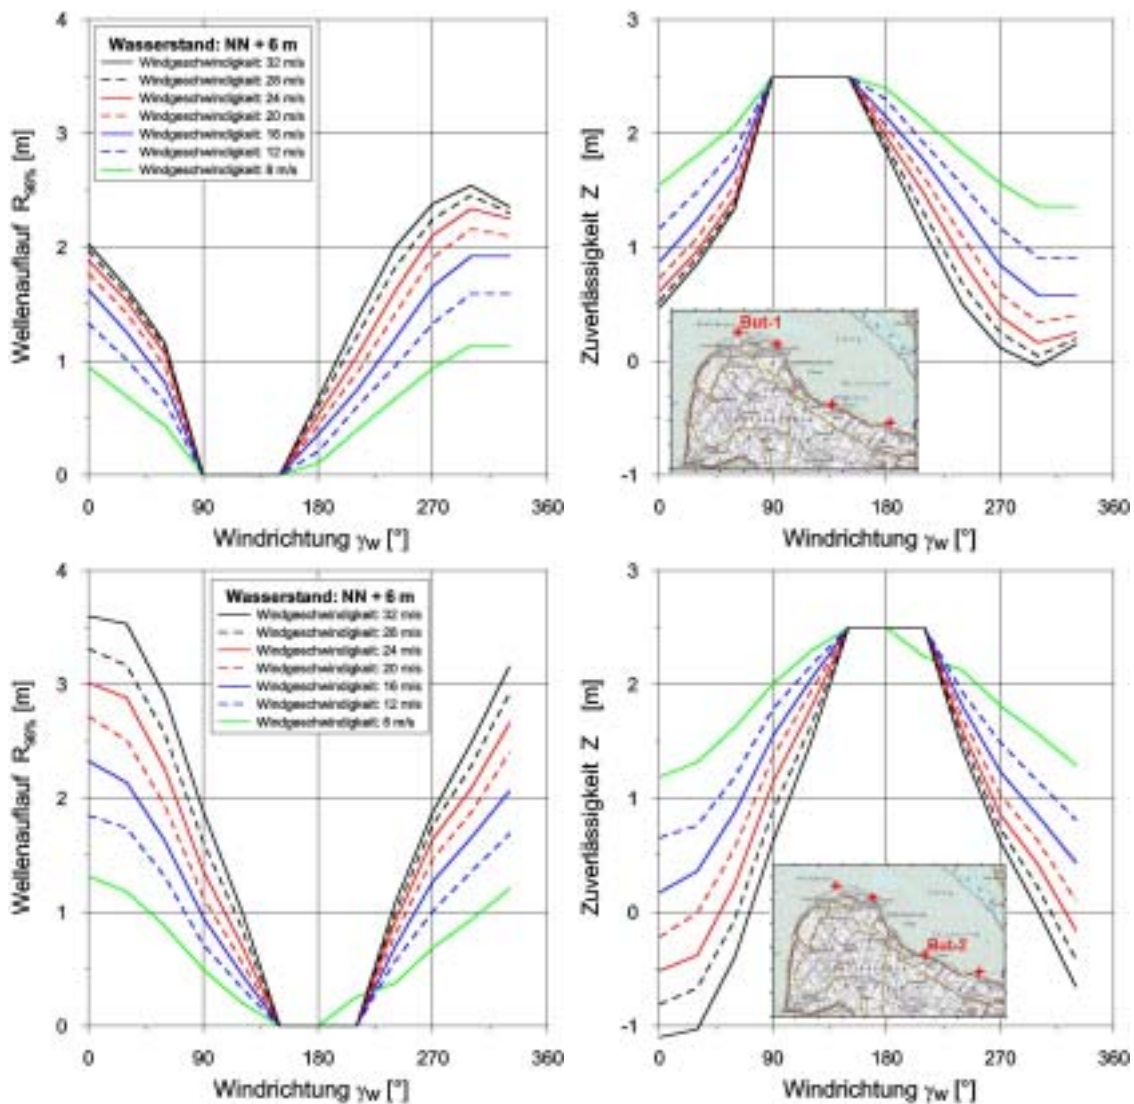 4
3
2
1
0
Wellenauflauf R98% [m]
Wasserstand: NN + 6 m
Windgeschwindigkeit: 32 m/s
Windgeschwindigkeit: 28 m/s
Windgeschwindigkeit: 24 m/s
Windgeschwindigkeit: 20 m/s
Windgeschwindigkeit: 16 m/s
Windgeschwindigkeit: 12 m/s
Windgeschwindigkeit: 8 m/s
0 90 180 270 360
Windrichtung γW [°]
3
2
1
0
-1
Zuverlässigkeit Z [m]
But-1
0 90 180 270 360
Windrichtung γW [°]
4
3
2
1
0
Wellenauflauf R98% [m]
Wasserstand: NN + 6 m
Windgeschwindigkeit: 32 m/s
Windgeschwindigkeit: 28 m/s
Windgeschwindigkeit: 24 m/s
Windgeschwindigkeit: 20 m/s
Windgeschwindigkeit: 16 m/s
Windgeschwindigkeit: 12 m/s
Windgeschwindigkeit: 8 m/s
0 90 180 270 360
Windrichtung γW [°]
3
2
1
0
-1
Zuverlässigkeit Z [m]
But-2
0 90 180 270 360
Windrichtung γW [°]